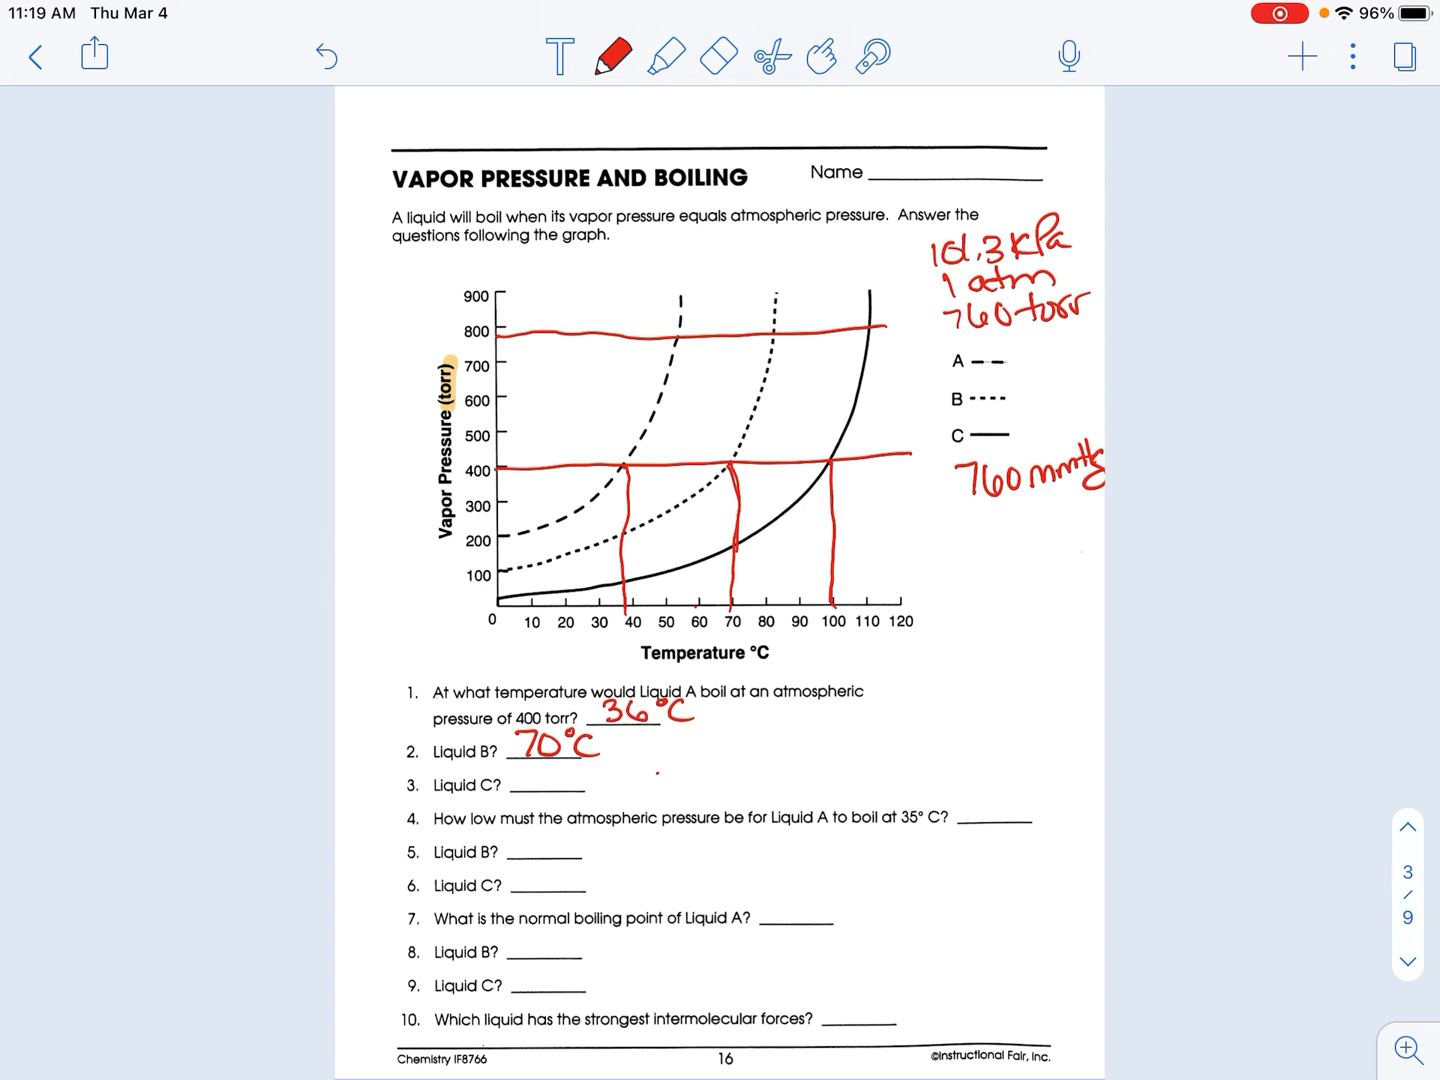 11:19 AM Thu Mar 4
96%
VAPOR PRESSURE AND BOILING
Name
A liquid will boil when its vapor pressure equals atmospheric pressure. Answer the
questions following the graph.
101.3 kPa
1 atm
760 torr
900
800
700
600
500
400
300
200
100
Vapor Pressure (torr)
A
B
C
760 mmHg
0 10 20 30 40 50 60 70 80 90 100 110 120
Temperature °C
1. At what temperature would Liquid A boil at an atmospheric
pressure of 400 torr? 36°C
2. Liquid B? 70°C
3. Liquid C?
4. How low must the atmospheric pressure be for Liquid A to boil at 35° C?
5. Liquid B?
6. Liquid C?
7. What is the normal boiling point of Liquid A?
8. Liquid B?
9. Liquid C?
10. Which liquid has the strongest intermolecular forces?
Chemistry IF8766
16
©Instructional Fair, Inc.
3
/
9